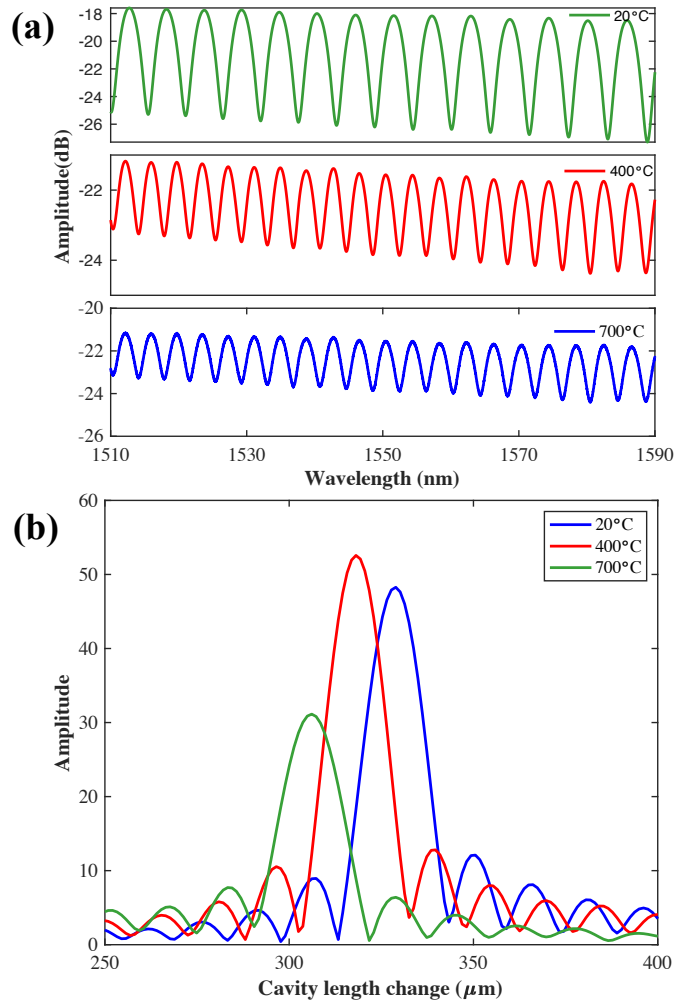 (a)
-18
-20
-22
-24
-26
20°C
-22
-24
400°C
Amplitude(dB)
-20
-22
-24
-26
700°C
1510 1530 1550 1570 1590
Wavelength (nm)
(b)
60
50
40
30
20
10
0
Amplitude
20°C
400°C
700°C
250 300 350 400
Cavity length change (μm)